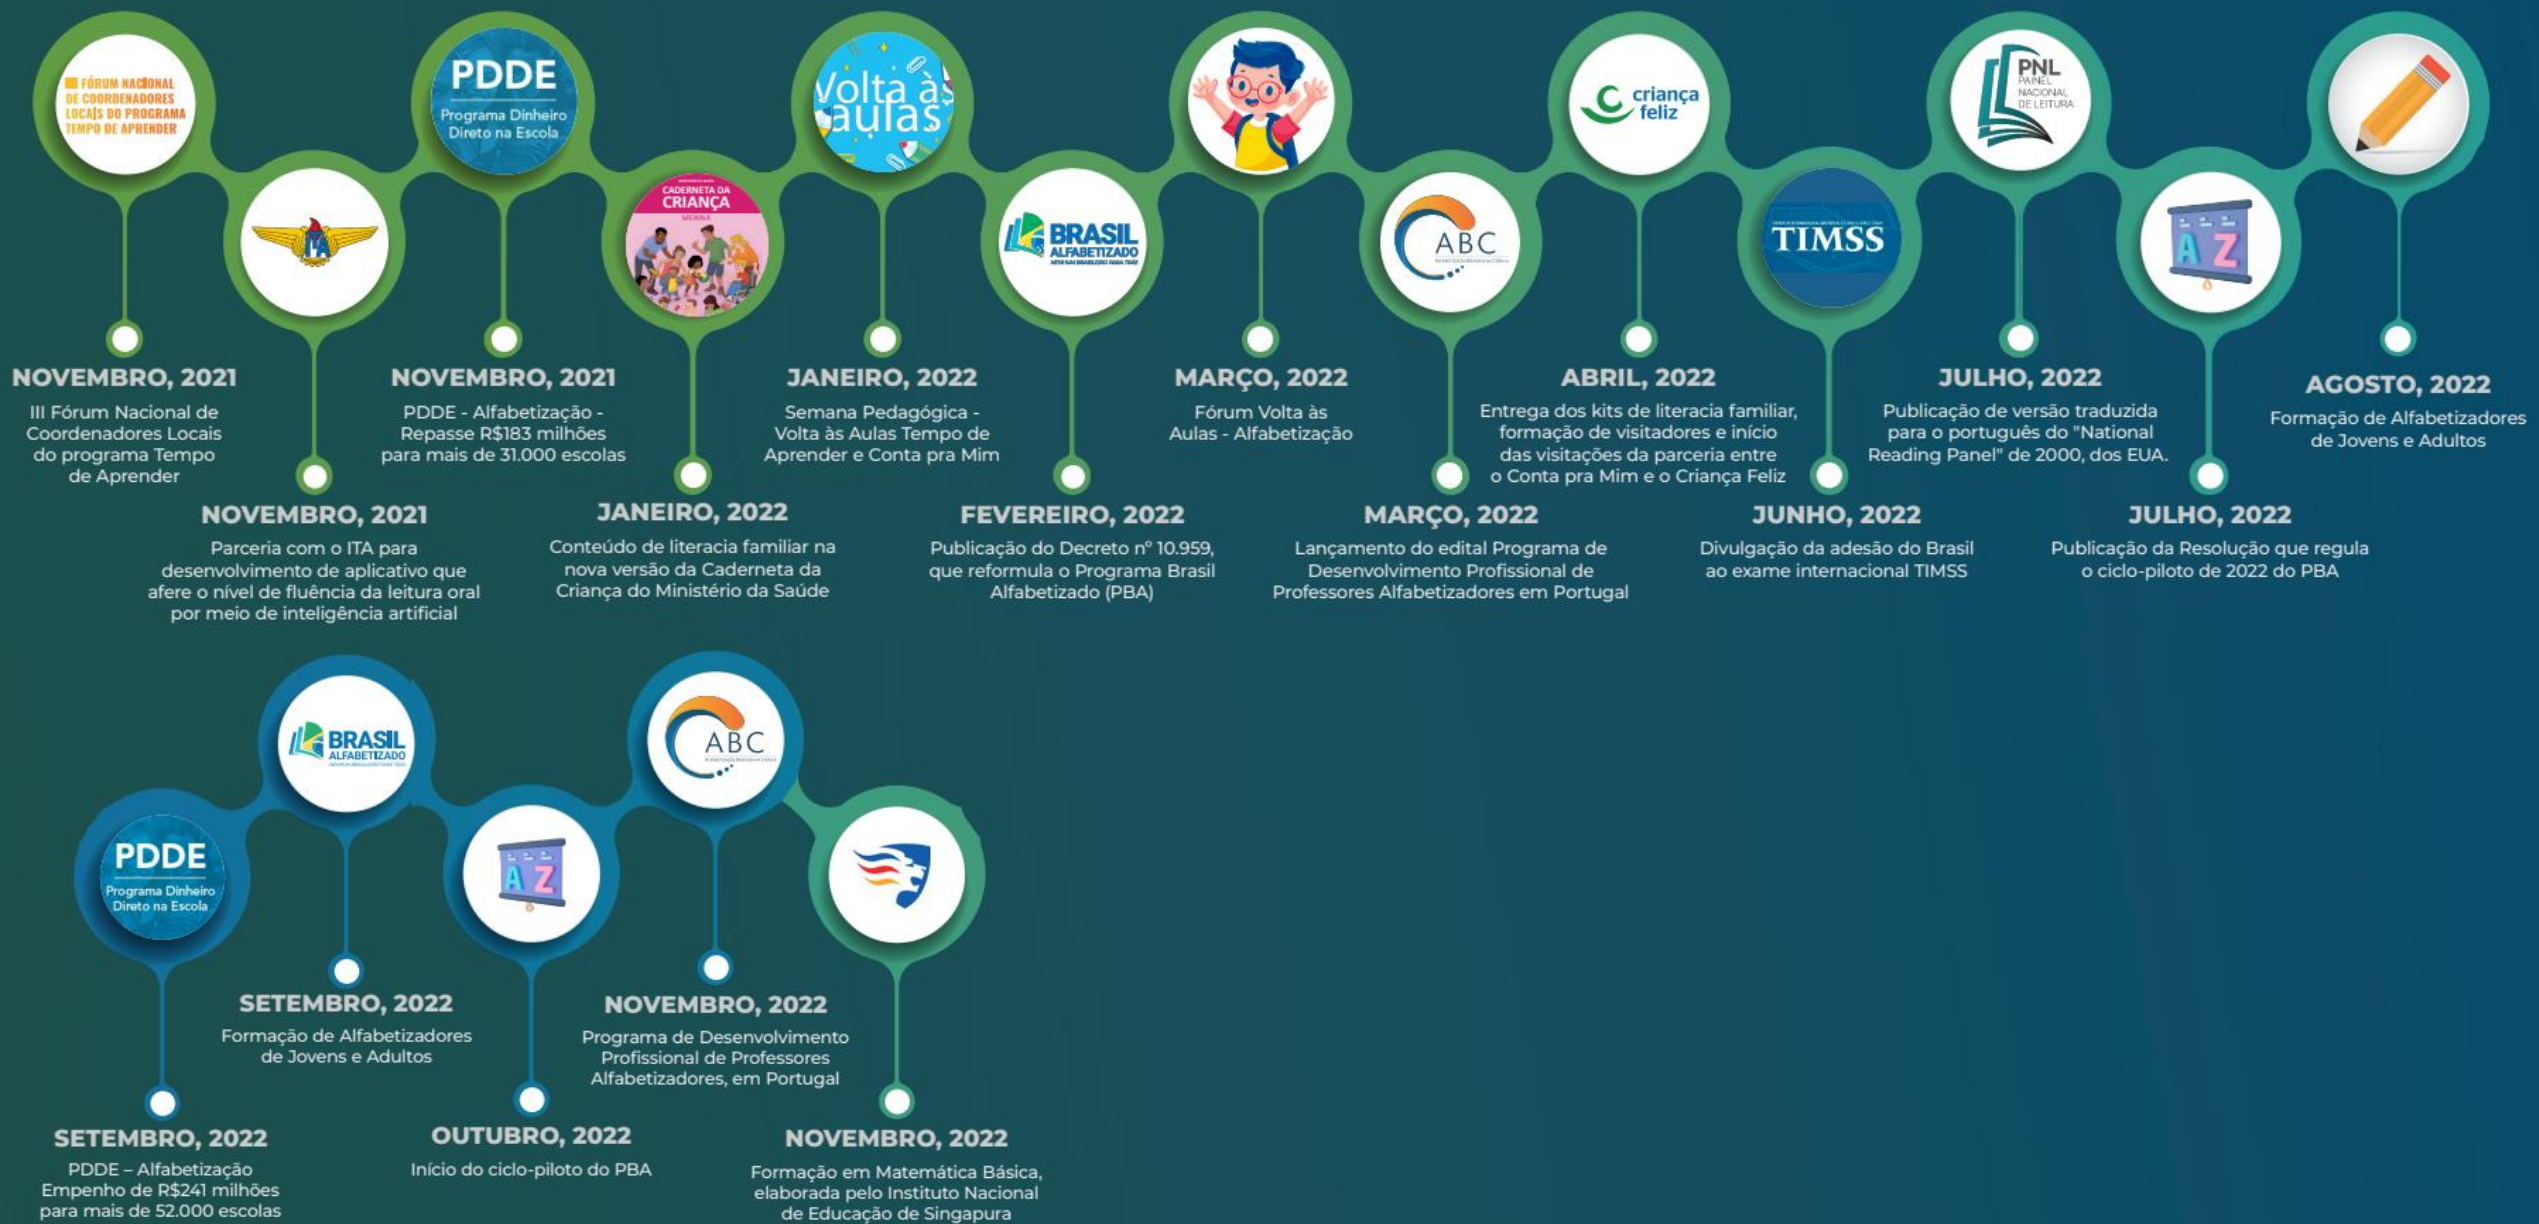 FÓRUM NACIONAL
DE COORDENADORES
LOCAIS DO PROGRAMA
TEMPO DE APRENDER
NOVEMBRO, 2021
III Fórum Nacional de
Coordenadores Locais
do programa Tempo
de Aprender
ITA
NOVEMBRO, 2021
Parceria com o ITA para
desenvolvimento de aplicativo que
afere o nível de fluência da leitura oral
por meio de inteligência artificial
PDDE
Programa Dinheiro
Direto na Escola
NOVEMBRO, 2021
PDDE - Alfabetização -
Repasse R$183 milhões
para mais de 31.000 escolas
CADERNETA DA
CRIANÇA
MENINA
JANEIRO, 2022
Conteúdo de literacia familiar na
nova versão da Caderneta da
Criança do Ministério da Saúde
Volta às
aulas
JANEIRO, 2022
Semana Pedagógica -
Volta às Aulas Tempo de
Aprender e Conta pra Mim
BRASIL
ALFABETIZADO
FEVEREIRO, 2022
Publicação do Decreto nº 10.959,
que reformula o Programa Brasil
Alfabetizado (PBA)
MARÇO, 2022
Fórum Volta às
Aulas - Alfabetização
ABC
MARÇO, 2022
Lançamento do edital Programa de
Desenvolvimento Profissional de
Professores Alfabetizadores em Portugal
criança
feliz
ABRIL, 2022
Entrega dos kits de literacia familiar,
formação de visitadores e início
das visitações da parceria entre
o Conta pra Mim e o Criança Feliz
TIMSS
JUNHO, 2022
Divulgação da adesão do Brasil
ao exame internacional TIMSS
PNL
PAINEL
NACIONAL
DE LEITURA
JULHO, 2022
Publicação de versão traduzida
para o português do "National
Reading Panel" de 2000, dos EUA.
A Z
JULHO, 2022
Publicação da Resolução que regula
o ciclo-piloto de 2022 do PBA
AGOSTO, 2022
Formação de Alfabetizadores
de Jovens e Adultos
PDDE
Programa Dinheiro
Direto na Escola
SETEMBRO, 2022
PDDE – Alfabetização
Empenho de R$241 milhões
para mais de 52.000 escolas
BRASIL
ALFABETIZADO
SETEMBRO, 2022
Formação de Alfabetizadores
de Jovens e Adultos
A Z
OUTUBRO, 2022
Início do ciclo-piloto do PBA
ABC
NOVEMBRO, 2022
Programa de Desenvolvimento
Profissional de Professores
Alfabetizadores, em Portugal
NOVEMBRO, 2022
Formação em Matemática Básica,
elaborada pelo Instituto Nacional
de Educação de Singapura